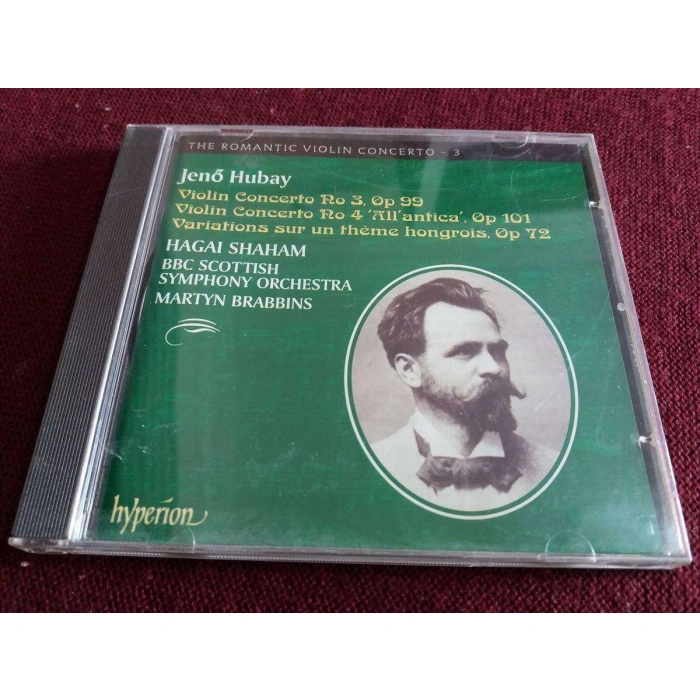 THE ROMANTIC VIOLIN CONCERTO – 3
Jenő Hubay
Violin Concerto No 3, Op 99
Violin Concerto No 4 'All'antica', Op 101
Variations sur un thème hongrois, Op 72
HAGAI SHAHAM
BBC SCOTTISH
SYMPHONY ORCHESTRA
MARTYN BRABBINS
hyperion